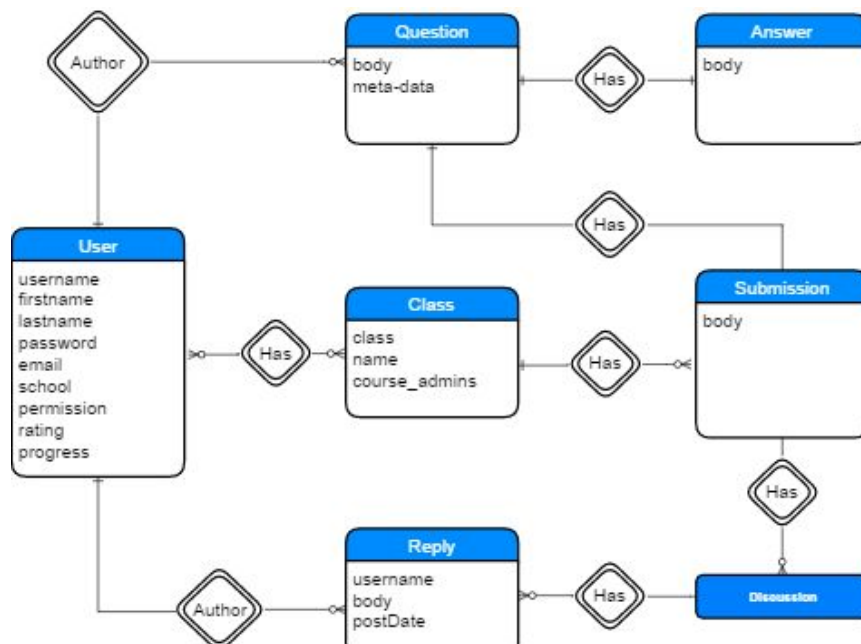 Author
Question
body
meta-data
Has
Answer
body
Has
User
username
firstname
lastname
password
email
school
permission
rating
progress
Has
Class
class
name
course_admins
Has
Submission
body
Has
Author
Reply
username
body
postDate
Has
Discussion